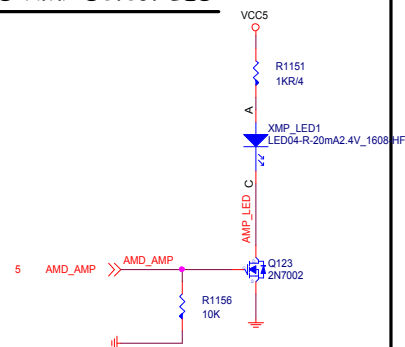 VCC5
R1151
1KR/4
A
XMP_LED1
LED04-R-20mA2.4V_1608-HF
C
AMP_LED
Q123
2N7002
5 AMD_AMP AMD_AMP
R1156
10K